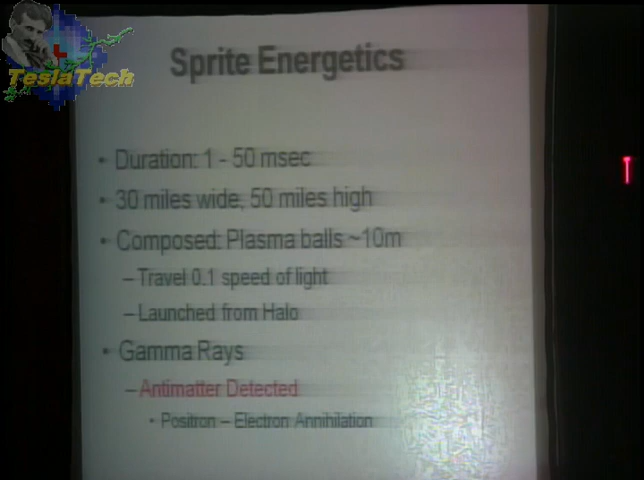 TeslaTech
Sprite Energetics
• Duration: 1 - 50 msec
• 30 miles wide, 50 miles high
• Composed: Plasma balls ~10m
– Travel 0.1 speed of light
– Launched from Halo
• Gamma Rays
– Antimatter Detected
• Positron – Electron Annihilation